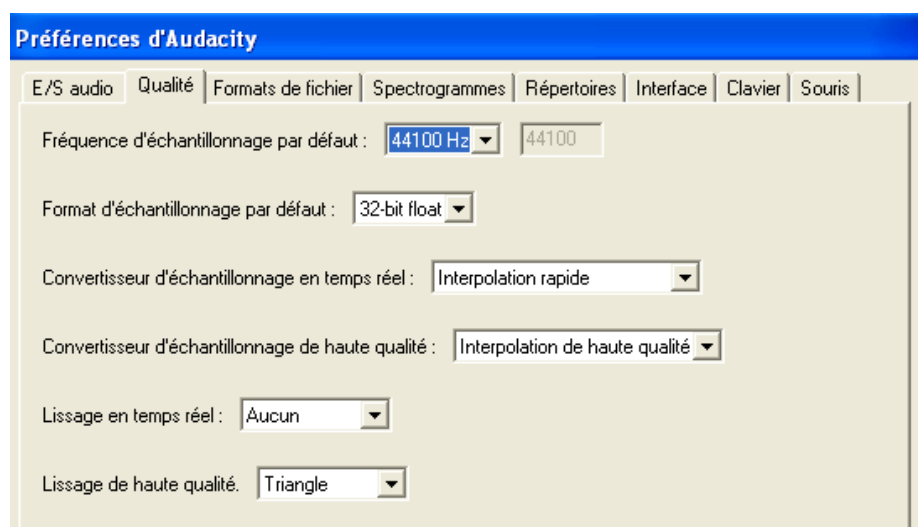 Préférences d'Audacity
E/S audio Qualité Formats de fichier Spectrogrammes Répertoires Interface Clavier Souris
Fréquence d'échantillonnage par défaut : 44100 Hz 44100
Format d'échantillonnage par défaut : 32-bit float
Convertisseur d'échantillonnage en temps réel : Interpolation rapide
Convertisseur d'échantillonnage de haute qualité : Interpolation de haute qualité
Lissage en temps réel : Aucun
Lissage de haute qualité. Triangle